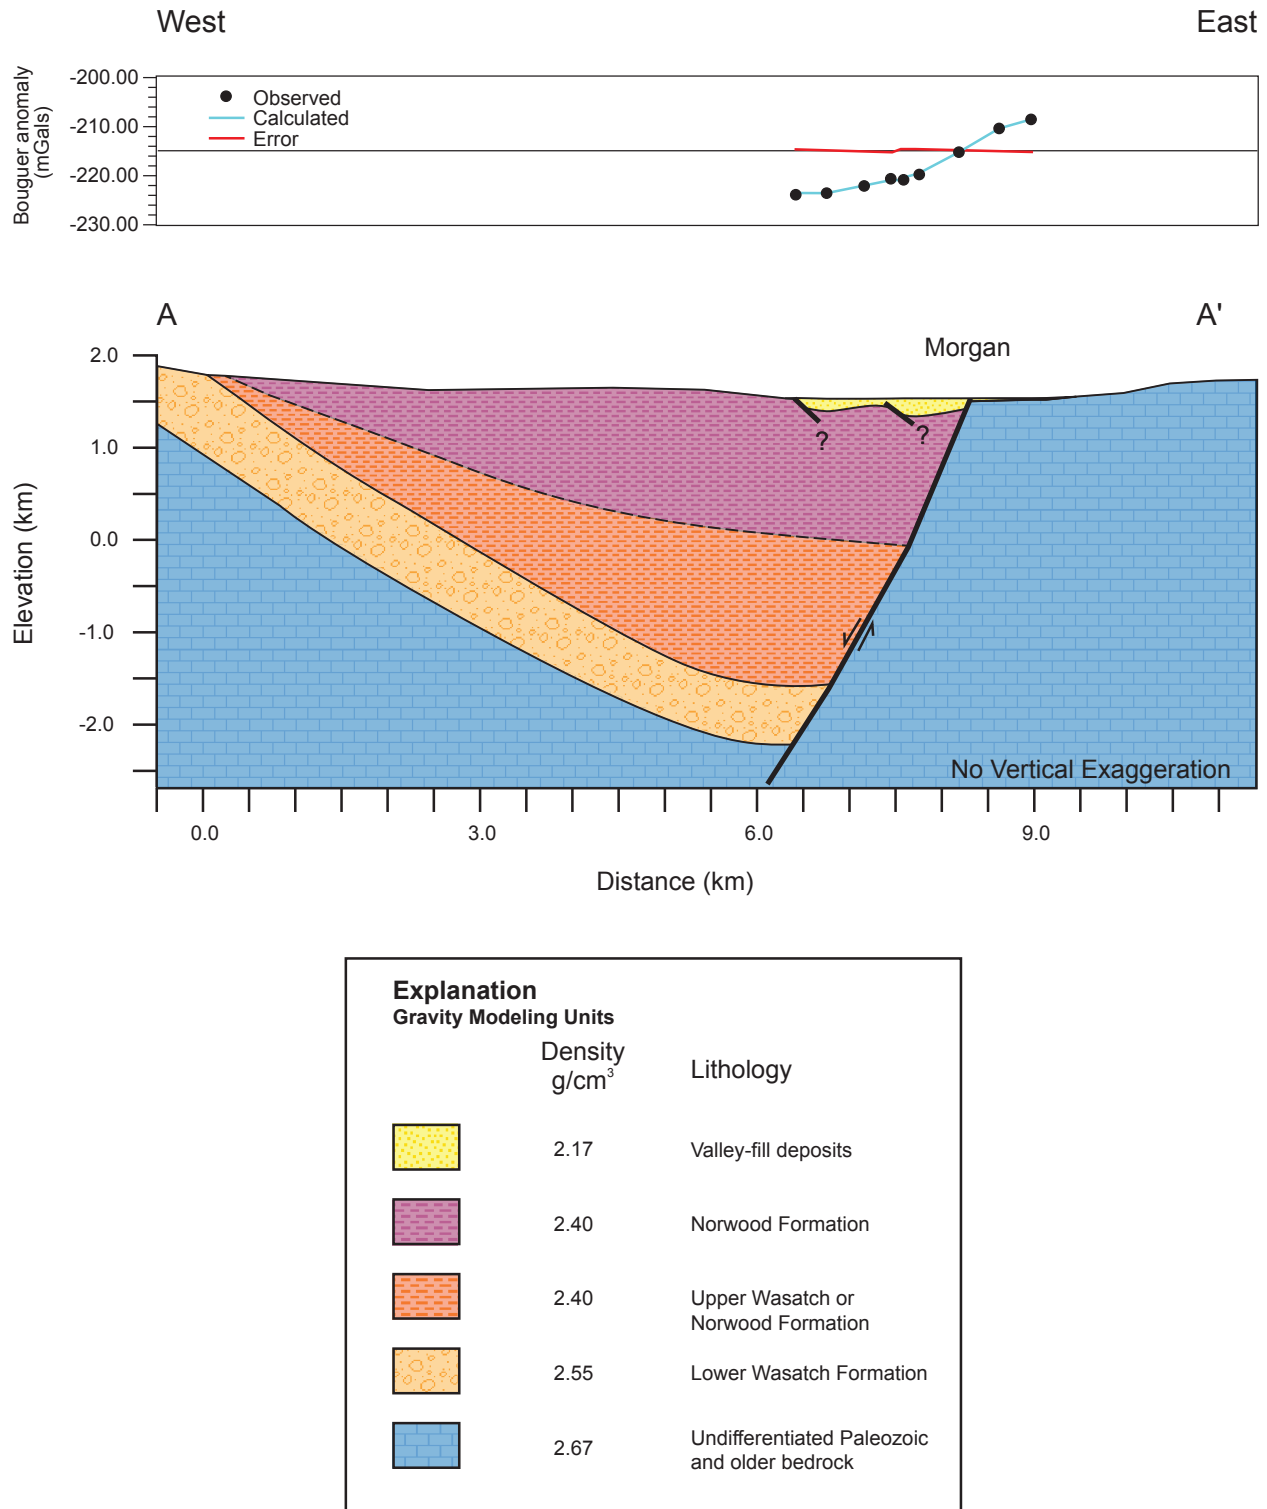 West
East
Bouguer anomaly
(mGals)
-200.00
-210.00
-220.00
-230.00
Observed
Calculated
Error
A
A'
Morgan
Elevation (km)
2.0
1.0
0.0
-1.0
-2.0
?
?
No Vertical Exaggeration
0.0
3.0
6.0
9.0
Distance (km)
Explanation
Gravity Modeling Units
Density
g/cm³
Lithology
2.17 Valley-fill deposits
2.40 Norwood Formation
2.40 Upper Wasatch or
Norwood Formation
2.55 Lower Wasatch Formation
2.67 Undifferentiated Paleozoic
and older bedrock